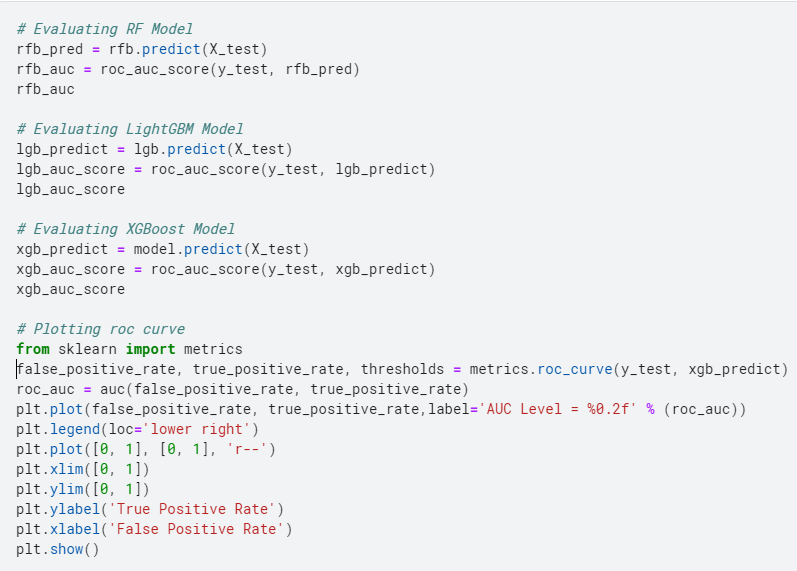 # Evaluating RF Model
rfb_pred = rfb.predict(X_test)
rfb_auc = roc_auc_score(y_test, rfb_pred)
rfb_auc
# Evaluating LightGBM Model
lgb_predict = lgb.predict(X_test)
lgb_auc_score = roc_auc_score(y_test, lgb_predict)
lgb_auc_score
# Evaluating XGBoost Model
xgb_predict = model.predict(X_test)
xgb_auc_score = roc_auc_score(y_test, xgb_predict)
xgb_auc_score
# Plotting roc curve
from sklearn import metrics
false_positive_rate, true_positive_rate, thresholds = metrics.roc_curve(y_test, xgb_predict)
roc_auc = auc(false_positive_rate, true_positive_rate)
plt.plot(false_positive_rate, true_positive_rate,label='AUC Level = %0.2f' % (roc_auc))
plt.legend(loc='lower right')
plt.plot([0, 1], [0, 1], 'r--')
plt.xlim([0, 1])
plt.ylim([0, 1])
plt.ylabel('True Positive Rate')
plt.xlabel('False Positive Rate')
plt.show()